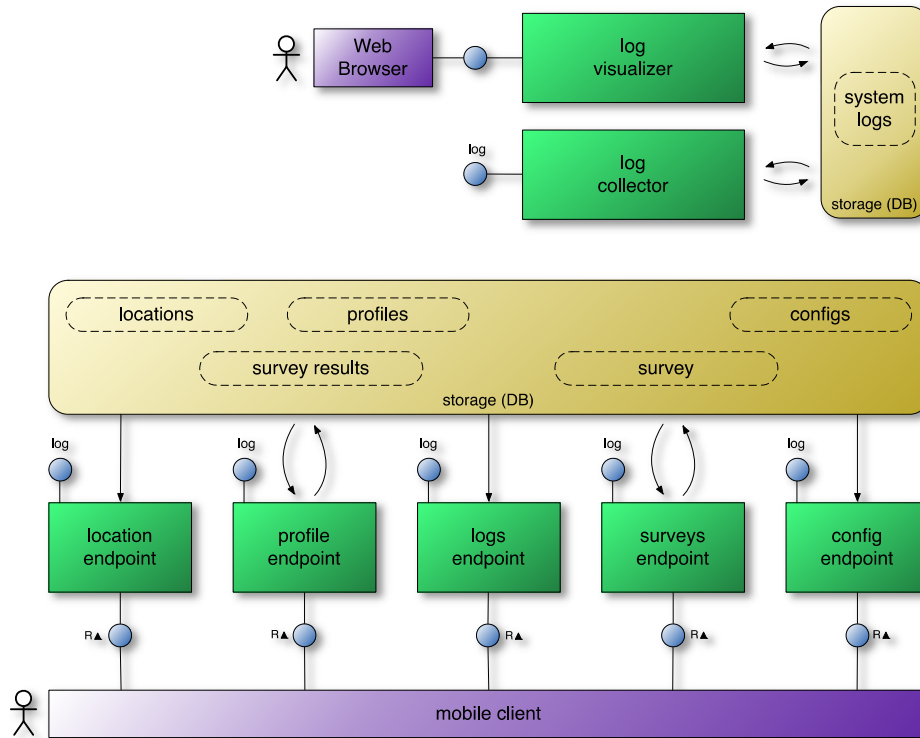 Web
Browser
log
visualizer
system
logs
log
log
collector
storage (DB)
locations
profiles
configs
survey results
survey
storage (DB)
log
log
log
log
log
location
endpoint
profile
endpoint
logs
endpoint
surveys
endpoint
config
endpoint
R▲
R▲
R▲
R▲
R▲
mobile client